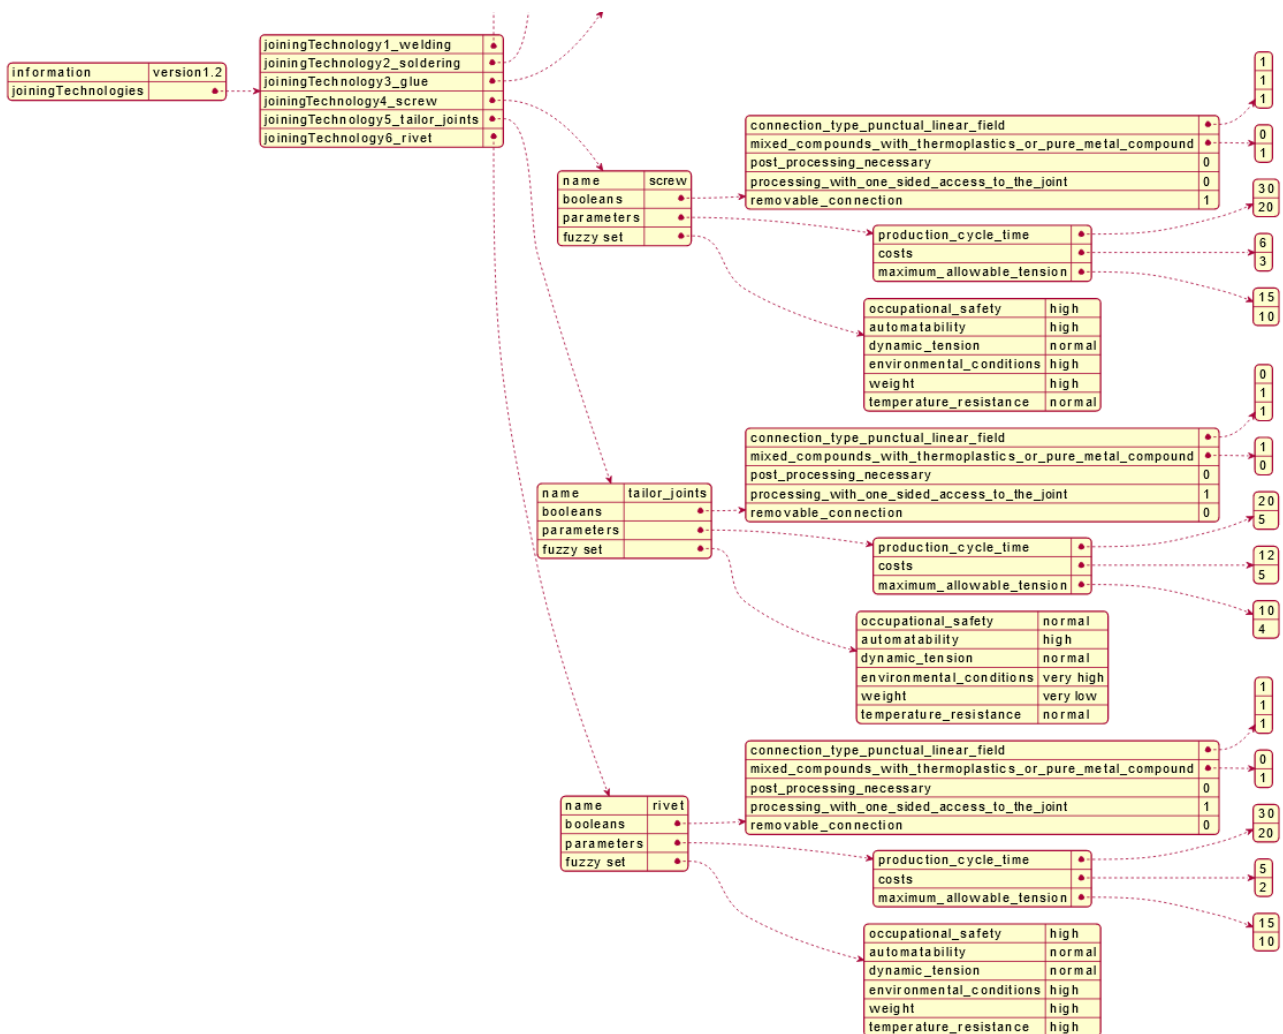 information version1.2
joiningTechnologies
joiningTechnology1_welding
joiningTechnology2_soldering
joiningTechnology3_glue
joiningTechnology4_screw
joiningTechnology5_tailor_joints
joiningTechnology6_rivet
name screw
booleans
parameters
fuzzy set
connection_type_punctual_linear_field
mixed_compounds_with_thermoplastics_or_pure_metal_compound
post_processing_necessary 0
processing_with_one_sided_access_to_the_joint 0
removable_connection 1
1
1
1
0
1
production_cycle_time
costs
maximum_allowable_tension
30
20
6
3
15
10
occupational_safety high
automatability high
dynamic_tension normal
environmental_conditions high
weight high
temperature_resistance normal
name tailor_joints
booleans
parameters
fuzzy set
connection_type_punctual_linear_field
mixed_compounds_with_thermoplastics_or_pure_metal_compound
post_processing_necessary 0
processing_with_one_sided_access_to_the_joint 1
removable_connection 0
0
1
1
1
0
production_cycle_time
costs
maximum_allowable_tension
20
5
12
5
10
4
occupational_safety normal
automatability high
dynamic_tension normal
environmental_conditions very high
weight very low
temperature_resistance normal
name rivet
booleans
parameters
fuzzy set
connection_type_punctual_linear_field
mixed_compounds_with_thermoplastics_or_pure_metal_compound
post_processing_necessary 0
processing_with_one_sided_access_to_the_joint 1
removable_connection 0
1
1
1
0
1
production_cycle_time
costs
maximum_allowable_tension
30
20
5
2
15
10
occupational_safety high
automatability normal
dynamic_tension normal
environmental_conditions high
weight high
temperature_resistance high